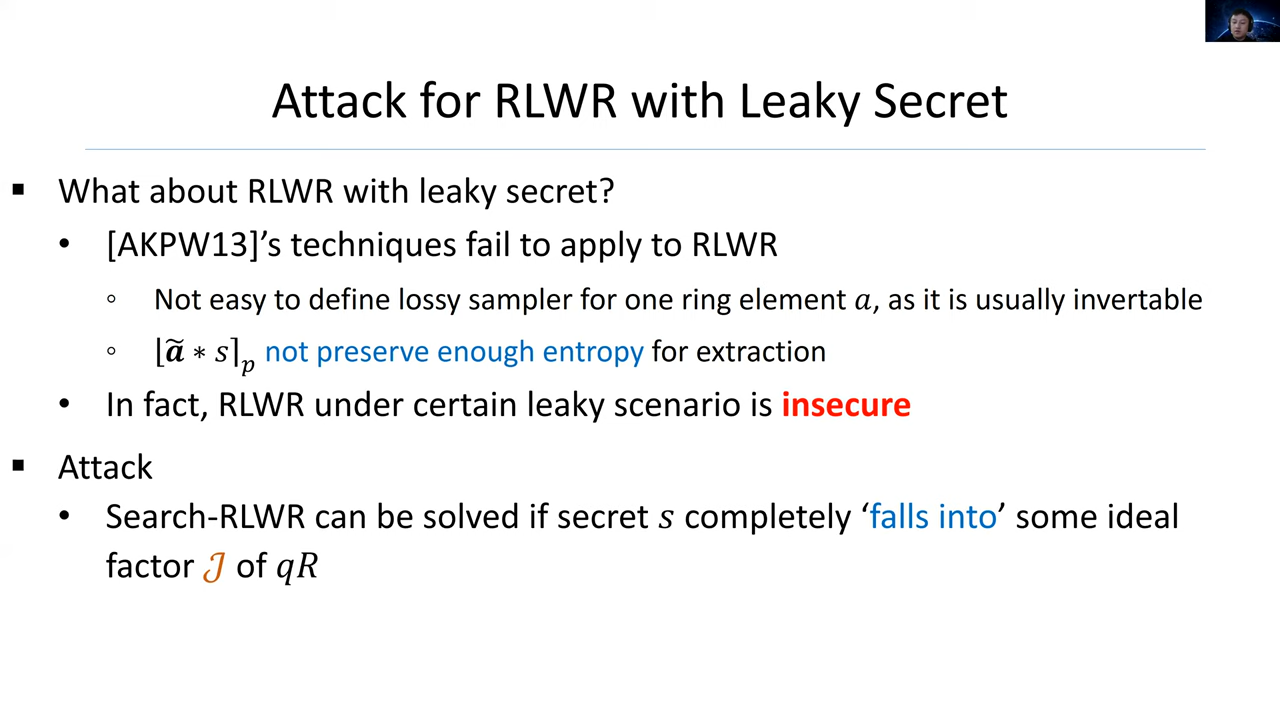 Attack for RLWR with Leaky Secret
▪ What about RLWR with leaky secret?
• [AKPW13]’s techniques fail to apply to RLWR
◦ Not easy to define lossy sampler for one ring element 𝑎, as it is usually invertable
◦ ⌊𝒂̃ ∗ 𝑠⌋ₚ not preserve enough entropy for extraction
• In fact, RLWR under certain leaky scenario is insecure
▪ Attack
• Search-RLWR can be solved if secret 𝑠 completely ‘falls into’ some ideal
factor 𝒥 of 𝑞𝑅